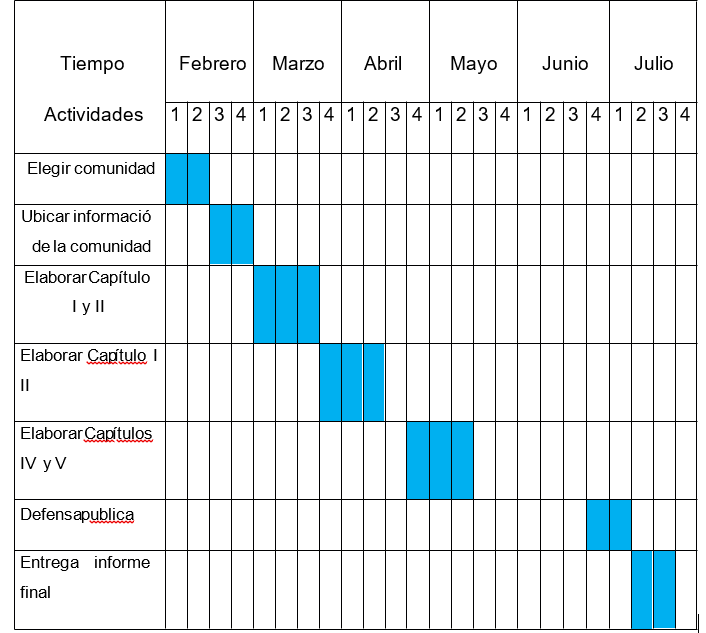 Tiempo
Febrero Marzo Abril Mayo Junio Julio
Actividades
1 2 3 4 1 2 3 4 1 2 3 4 1 2 3 4 1 2 3 4 1 2 3 4
Elegir comunidad
Ubicar informació
de la comunidad
Elaborar Capítulo
I y II
Elaborar Capítulo I
II
Elaborar Capítulos
IV y V
Defensa publica
Entrega informe
final